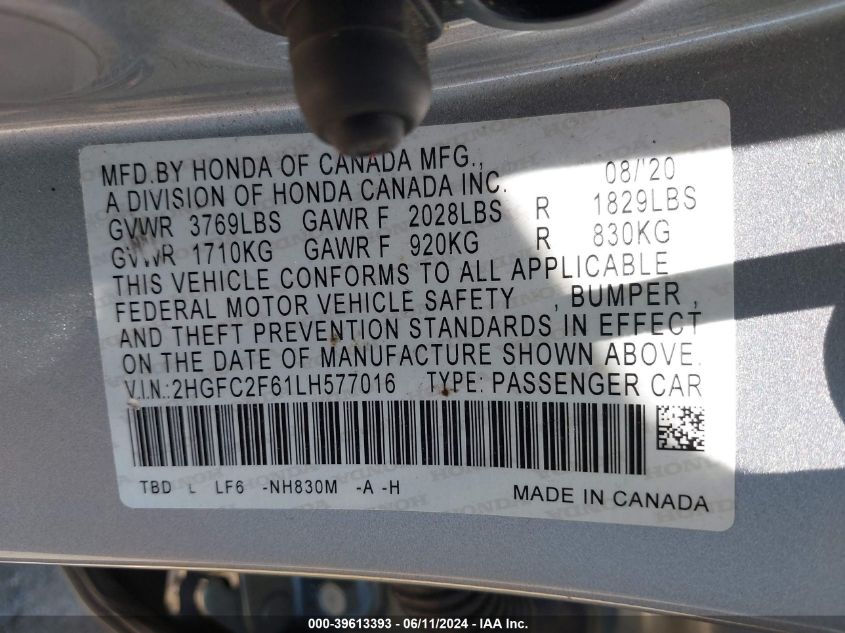 MFD.BY HONDA OF CANADA MFG., 08/'20
A DIVISION OF HONDA CANADA INC.
GVWR 3769LBS GAWR F 2028LBS R 1829LBS
GVWR 1710KG GAWR F 920KG R 830KG
THIS VEHICLE CONFORMS TO ALL APPLICABLE
FEDERAL MOTOR VEHICLE SAFETY , BUMPER ,
AND THEFT PREVENTION STANDARDS IN EFFECT
ON THE DATE OF MANUFACTURE SHOWN ABOVE.
V.I.N.:2HGFC2F61LH577016 TYPE: PASSENGER CAR
TBD L LF6 -NH830M -A -H MADE IN CANADA
000-39613393 - 06/11/2024 - IAA Inc.